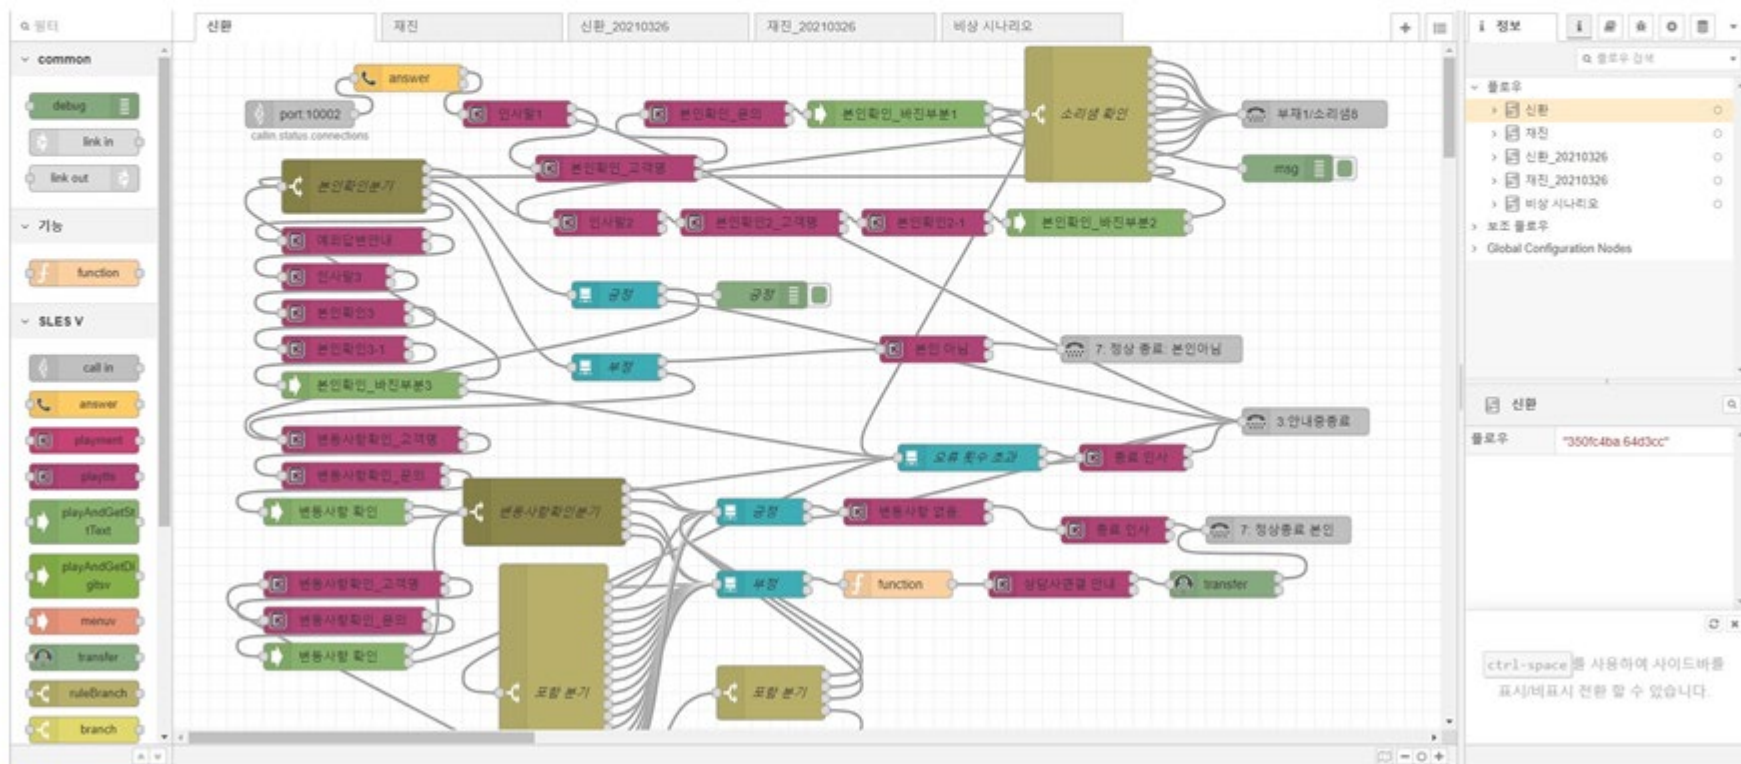 필터
신환
재진
신환_20210326
재진_20210326
비상 시나리오
common
debug
link in
link out
기능
function
SLES V
call in
answer
playment
playtts
playAndGetSt
tText
playAndGetDi
gitsv
menuv
transfer
ruleBranch
branch
answer
port:10002
callin.status.connections
인사말1
본인확인_문의
본인확인_바진부분1
소리샘 확인
부재1/소리샘8
본인확인_고객명
msg
본인확인분기
인사말2
본인확인2_고객명
본인확인2-1
본인확인_바진부분2
예외답변안내
인사말3
긍정
긍정
본인확인3
본인확인3-1
본인 아님
7: 정상 종료: 본인아님
부정
본인확인_바진부분3
3:안내중종료
변동사항확인_고객명
오류 횟수 초과
종료 인사
변동사항확인_문의
변동사항 확인
변동사항확인분기
긍정
변동사항 없음.
종료 인사
7: 정상종료 본인
변동사항확인_고객명
부정
function
상담사연결 안내
transfer
변동사항확인_문의
변동사항 확인
포함 분기
포함 분기
정보
플로우 검색
플로우
신환
재진
신환_20210326
재진_20210326
비상 시나리오
보조 플로우
Global Configuration Nodes
신환
플로우
"350fc4ba.64d3cc"
ctrl-space 를 사용하여 사이드바를
표시/비표시 전환 할 수 있습니다.